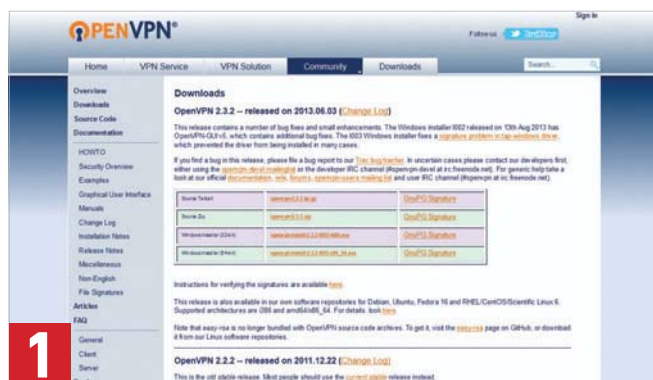 Sign In
OPENVPN®
Follow us
Home VPN Service VPN Solution Community Downloads Search...
Overview
Downloads
Source Code
Documentation
HOWTO
Security Overview
Examples
Graphical User Interface
Manuals
Change Log
Installation Notes
Release Notes
Miscellaneous
Non-English
File Signatures
Articles
FAQ
General
Client
Server
Downloads
OpenVPN 2.3.2 -- released on 2013.06.03 (Change Log)
This release contains a number of bug fixes and small enhancements. The Windows installer I002 released on 13th Aug 2013 has
OpenVPN-GUI v5, which contains additional bug fixes. The I003 Windows installer fixes a signature problem in tap-windows driver,
which prevented the driver from being installed in many cases.
If you find a bug in this release, please file a bug report to our Trac bug tracker. In uncertain cases please contact our developers first,
either using the openvpn-devel mailinglist or the developer IRC channel (#openvpn-devel at irc.freenode.net). For generic help take a
look at our official documentation, wiki, forums, openvpn-users mailing list and user IRC channel (#openvpn at irc.freenode.net).
Source Tarball GnuPG Signature
Source Zip GnuPG Signature
Windows Installer (32-bit) GnuPG Signature
Windows Installer (64-bit) GnuPG Signature
Instructions for verifying the signatures are available here.
This release is also available in our own software repositories for Debian, Ubuntu, Fedora 16 and RHEL/CentOS/Scientific Linux 6.
Supported architectures are i386 and amd64/x86_64. For details. look here.
Note that easy-rsa is no longer bundled with OpenVPN source code archives. To get it, visit the easy-rsa page on GitHub, or download
it from our Linux software repositories.
OpenVPN 2.2.2 -- released on 2011.12.22 (Change Log)
This is the old stable release. Most people should use the current stable release instead.
1